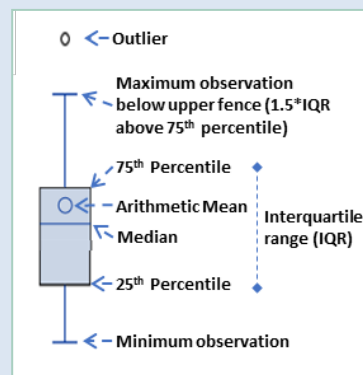 Outlier
Maximum observation
below upper fence (1.5*IQR
above 75th percentile)
75th Percentile
Arithmetic Mean
Median
Interquartile
range (IQR)
25th Percentile
Minimum observation